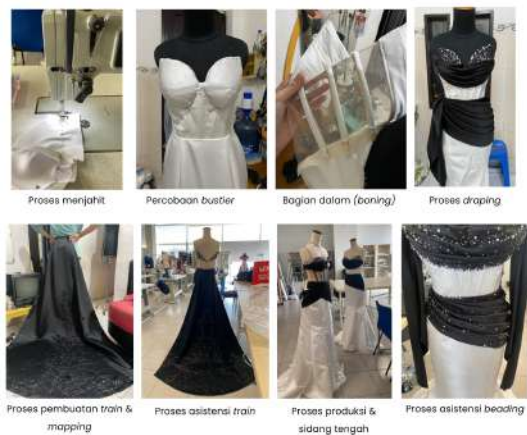 Proses menjahit
Percobaan bustier
Bagian dalam (boning)
Proses draping
Proses pembuatan train &
mapping
Proses asistensi train
Proses produksi &
sidang tengah
Proses asistensi beading